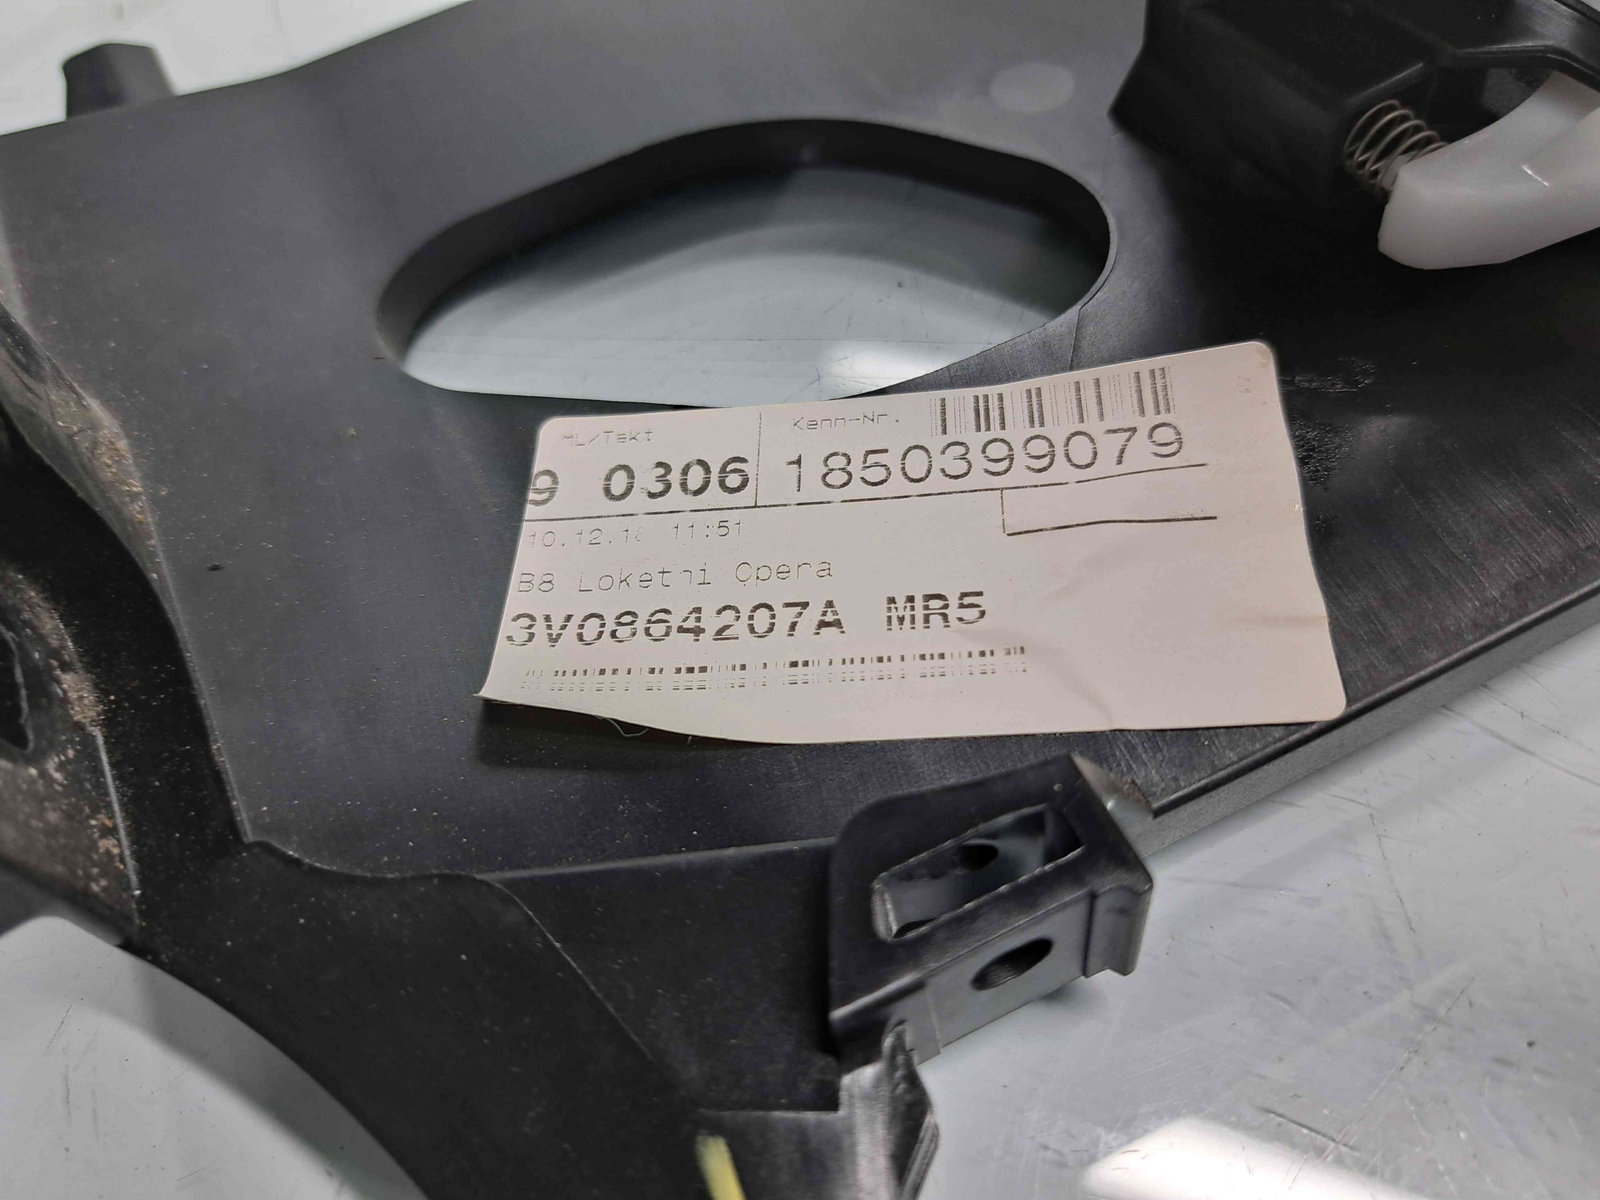 ML/Takt Kenn-Nr.
9 0306 1850399079
10.12.18 11:51
B8 Loketni Opera
3V0864207A MR5